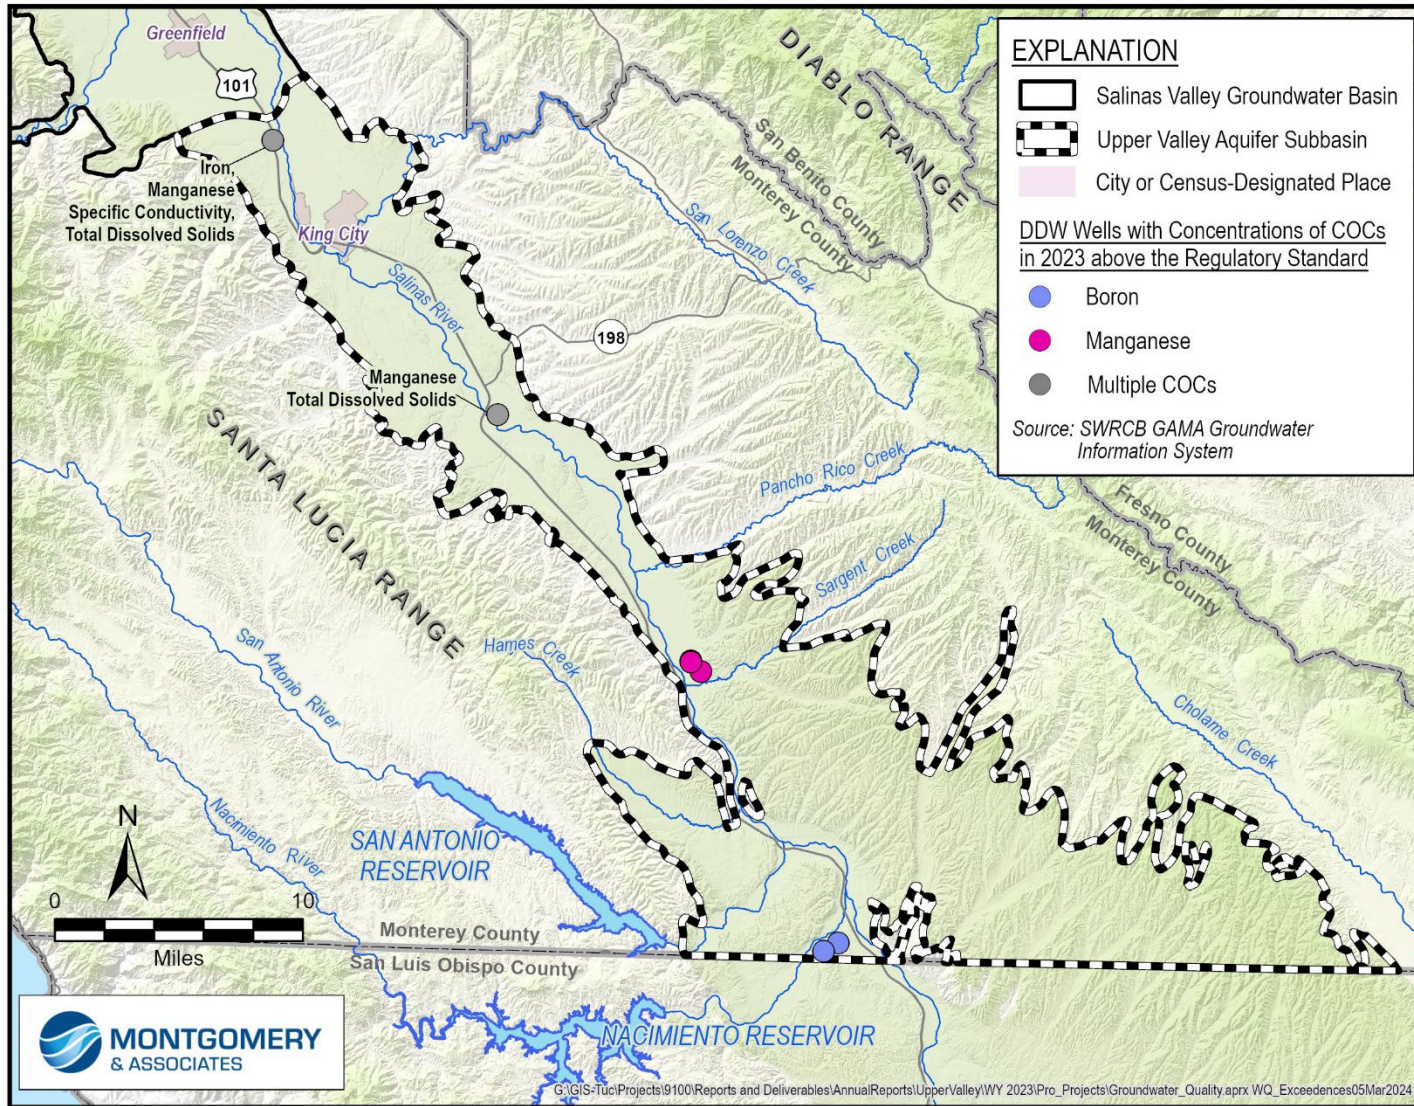 Greenfield
101
Iron,
Manganese
Specific Conductivity,
Total Dissolved Solids
King City
Salinas River
DIABLO RANGE
San Benito County
Monterey County
San Lorenzo Creek
198
Manganese
Total Dissolved Solids
SANTA LUCIA RANGE
Pancho Rico Creek
Sargent Creek
Fresno County
Monterey County
Hames Creek
San Antonio River
Nacimiento River
Cholame Creek
SAN ANTONIO
RESERVOIR
N
0 10
Miles
Monterey County
San Luis Obispo County
NACIMIENTO RESERVOIR
MONTGOMERY
& ASSOCIATES
EXPLANATION
Salinas Valley Groundwater Basin
Upper Valley Aquifer Subbasin
City or Census-Designated Place
DDW Wells with Concentrations of COCs
in 2023 above the Regulatory Standard
Boron
Manganese
Multiple COCs
Source: SWRCB GAMA Groundwater
Information System
G:\GIS-Tuc\Projects\9100\Reports and Deliverables\AnnualReports\UpperValley\WY 2023\Pro_Projects\Groundwater_Quality.aprx WQ_Exceedences05Mar2024